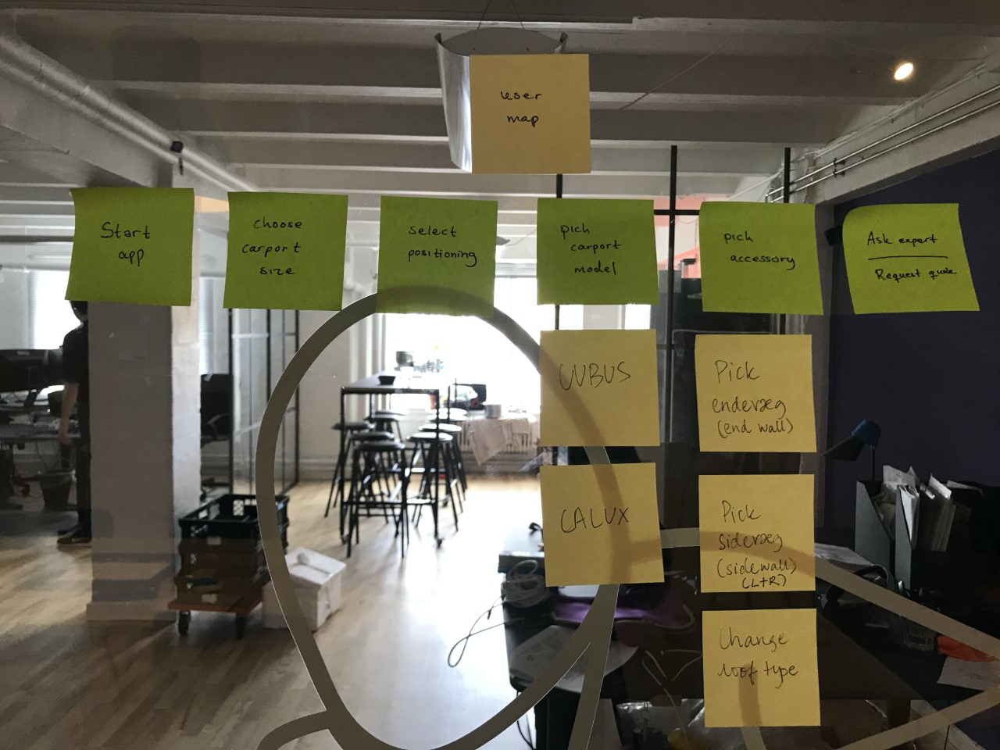 user
map
Start
app
choose
carport
size
select
positioning
pick
carport
model
pick
accessory
Ask expert
Request quote
CUBUS
CALUX
Pick
endevæg
(end wall)
Pick
sidevæg
(sidewall)
(L+R)
Change
roof type